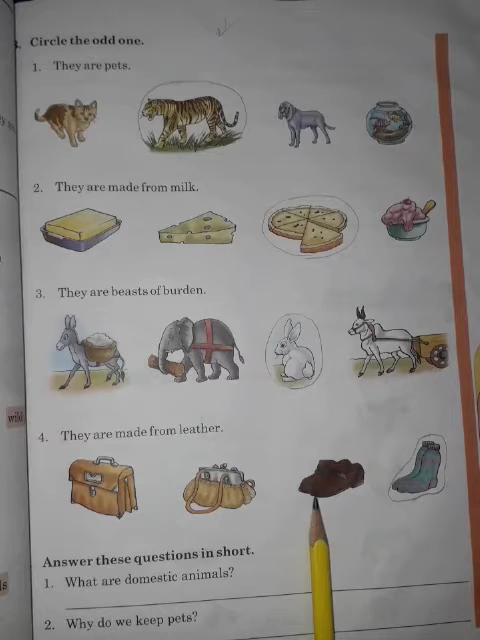 Circle the odd one.
1. They are pets.
2. They are made from milk.
3. They are beasts of burden.
wild
4. They are made from leather.
Answer these questions in short.
1. What are domestic animals?
2. Why do we keep pets?